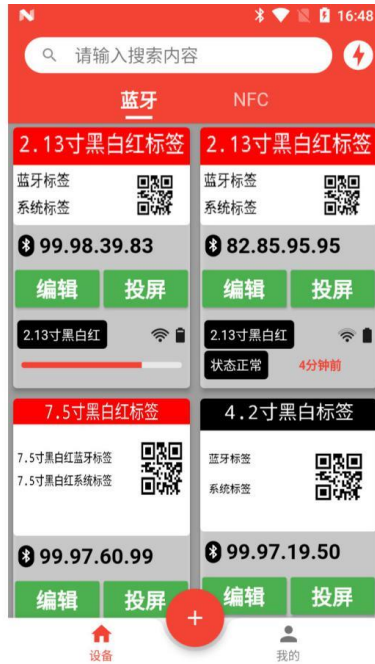 16:48
请输入搜索内容
蓝牙
NFC
2.13寸黑白红标签
蓝牙标签
系统标签
99.98.39.83
编辑
投屏
2.13寸黑白红
2.13寸黑白红标签
蓝牙标签
系统标签
82.85.95.95
编辑
投屏
2.13寸黑白红
状态正常
4分钟前
7.5寸黑白红标签
7.5寸黑白红蓝牙标签
7.5寸黑白红系统标签
99.97.60.99
编辑
投屏
4.2寸黑白标签
蓝牙标签
系统标签
99.97.19.50
编辑
投屏
+
设备
我的